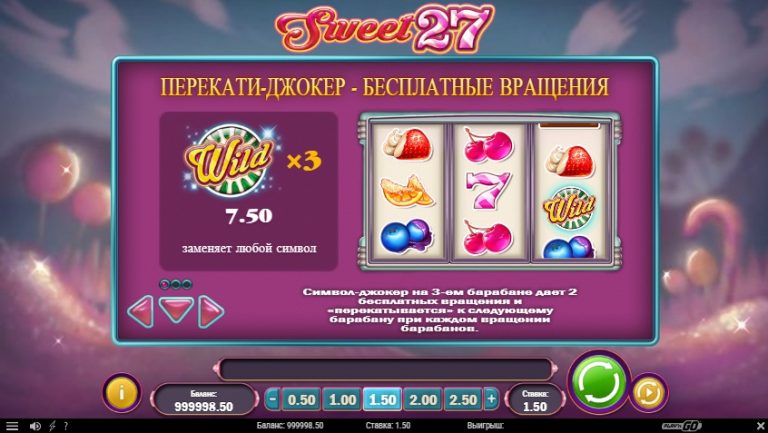 Sweet 27
ПЕРЕКАТИ-ДЖОКЕР - БЕСПЛАТНЫЕ ВРАЩЕНИЯ
Wild ×3
7.50
заменяет любой символ
7
Wild
Символ-джокер на 3-ем барабане дает 2
бесплатных вращения и
«перекатывается» к следующему
барабану при каждом вращении
барабанов.
i
Баланс:
999998.50
- 0.50 1.00 1.50 2.00 2.50 +
Ставка:
1.50
? Баланс: 999998.50 Ставка: 1.50 Выигрыш: PLAY'N GO